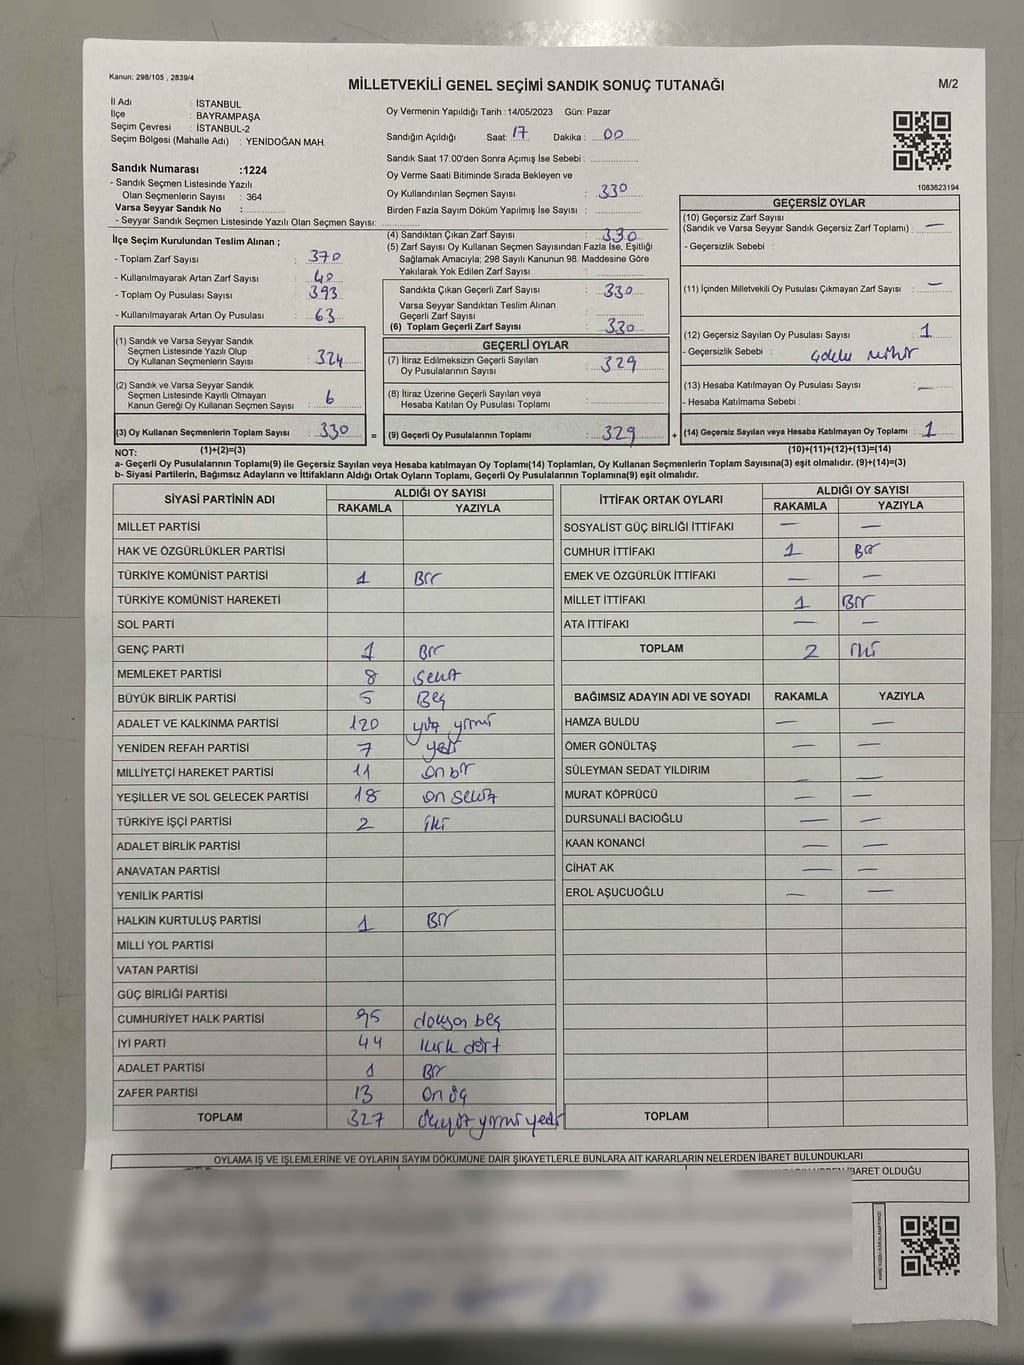 Kanun: 298/105 , 2839/4
MİLLETVEKİLİ GENEL SEÇİMİ SANDIK SONUÇ TUTANAĞI
M/2
İl Adı : İSTANBUL
İlçe : BAYRAMPAŞA
Seçim Çevresi : İSTANBUL-2
Seçim Bölgesi (Mahalle Adı) : YENİDOĞAN MAH.
Sandık Numarası :1224
- Sandık Seçmen Listesinde Yazılı
Olan Seçmenlerin Sayısı : 364
Varsa Seyyar Sandık No :
- Seyyar Sandık Seçmen Listesinde Yazılı Olan Seçmen Sayısı:
İlçe Seçim Kurulundan Teslim Alınan ;
- Toplam Zarf Sayısı : 370
- Kullanılmayarak Artan Zarf Sayısı : 40
- Toplam Oy Pusulası Sayısı : 393
- Kullanılmayarak Artan Oy Pusulası : 63
(1) Sandık ve Varsa Seyyar Sandık
Seçmen Listesinde Yazılı Olup
Oy Kullanan Seçmenlerin Sayısı : 324
(2) Sandık ve Varsa Seyyar Sandık
Seçmen Listesinde Kayıtlı Olmayan
Kanun Gereği Oy Kullanan Seçmen Sayısı : 6
(3) Oy Kullanan Seçmenlerin Toplam Sayısı : 330
Oy Vermenin Yapıldığı Tarih : 14/05/2023 Gün: Pazar
Sandığın Açıldığı Saat: 17 Dakika : 00
Sandık Saat 17:00'den Sonra Açımış İse Sebebi :
Oy Verme Saati Bitiminde Sırada Bekleyen ve
Oy Kullandırılan Seçmen Sayısı : 330
Birden Fazla Sayım Döküm Yapılmış İse Sayısı :
(4) Sandıktan Çıkan Zarf Sayısı : 330
(5) Zarf Sayısı Oy Kullanan Seçmen Sayısından Fazla İse, Eşitliği
Sağlamak Amacıyla; 298 Sayılı Kanunun 98. Maddesine Göre
Yakılarak Yok Edilen Zarf Sayısı :
Sandıkta Çıkan Geçerli Zarf Sayısı : 330
Varsa Seyyar Sandıktan Teslim Alınan
Geçerli Zarf Sayısı :
(6) Toplam Geçerli Zarf Sayısı : 330
GEÇERLİ OYLAR
(7) İtiraz Edilmeksizin Geçerli Sayılan
Oy Pusulalarının Sayısı : 329
(8) İtiraz Üzerine Geçerli Sayılan veya
Hesaba Katılan Oy Pusulası Toplamı :
= (9) Geçerli Oy Pusulalarının Toplamı : 329 +
1083623194
GEÇERSİZ OYLAR
(10) Geçersiz Zarf Sayısı
(Sandık ve Varsa Seyyar Sandık Geçersiz Zarf Toplamı) : —
- Geçersizlik Sebebi :
(11) İçinden Milletvekili Oy Pusulası Çıkmayan Zarf Sayısı : —
(12) Geçersiz Sayılan Oy Pusulası Sayısı : 1
- Geçersizlik Sebebi :
(13) Hesaba Katılmayan Oy Pusulası Sayısı : —
- Hesaba Katılmama Sebebi :
(14) Geçersiz Sayılan veya Hesaba Katılmayan Oy Toplamı : 1
NOT: (1)+(2)=(3) (10)+(11)+(12)+(13)=(14)
a- Geçerli Oy Pusulalarının Toplamı(9) ile Geçersiz Sayılan veya Hesaba katılmayan Oy Toplamı(14) Toplamları, Oy Kullanan Seçmenlerin Toplam Sayısına(3) eşit olmalıdır. (9)+(14)=(3)
b- Siyasi Partilerin, Bağımsız Adayların ve İttifakların Aldığı Ortak Oyların Toplamı, Geçerli Oy Pusulalarının Toplamına(9) eşit olmalıdır.
SİYASİ PARTİNİN ADI ALDIĞI OY SAYISI
RAKAMLA YAZIYLA
MİLLET PARTİSİ
HAK VE ÖZGÜRLÜKLER PARTİSİ
TÜRKİYE KOMÜNİST PARTİSİ 1 Bir
TÜRKİYE KOMÜNİST HAREKETİ
SOL PARTİ
GENÇ PARTİ 1 Bir
MEMLEKET PARTİSİ 8 sekiz
BÜYÜK BİRLİK PARTİSİ 5 Beş
ADALET VE KALKINMA PARTİSİ 120 yüz yirmi
YENİDEN REFAH PARTİSİ 7 yedi
MİLLİYETÇİ HAREKET PARTİSİ 11 on bir
YEŞİLLER VE SOL GELECEK PARTİSİ 18 on sekiz
TÜRKİYE İŞÇİ PARTİSİ 2 iki
ADALET BİRLİK PARTİSİ
ANAVATAN PARTİSİ
YENİLİK PARTİSİ
HALKIN KURTULUŞ PARTİSİ 1 Bir
MİLLİ YOL PARTİSİ
VATAN PARTİSİ
GÜÇ BİRLİĞİ PARTİSİ
CUMHURİYET HALK PARTİSİ 95 doksan beş
İYİ PARTİ 44 kırk dört
ADALET PARTİSİ 1 Bir
ZAFER PARTİSİ 13 on üç
TOPLAM 327 üçyüz yirmi yedi
İTTİFAK ORTAK OYLARI ALDIĞI OY SAYISI
RAKAMLA YAZIYLA
SOSYALİST GÜÇ BİRLİĞİ İTTİFAKI — —
CUMHUR İTTİFAKI 1 Bir
EMEK VE ÖZGÜRLÜK İTTİFAKI — —
MİLLET İTTİFAKI 1 Bir
ATA İTTİFAKI — —
TOPLAM 2 iki
BAĞIMSIZ ADAYIN ADI VE SOYADI RAKAMLA YAZIYLA
HAMZA BULDU — —
ÖMER GÖNÜLTAŞ — —
SÜLEYMAN SEDAT YILDIRIM — —
MURAT KÖPRÜCÜ — —
DURSUNALİ BACIOĞLU — —
KAAN KONANCİ — —
CİHAT AK — —
EROL AŞUCUOĞLU — —
TOPLAM
OYLAMA İŞ VE İŞLEMLERİNE VE OYLARIN SAYIM DÖKÜMÜNE DAİR ŞİKAYETLERLE BUNLARA AİT KARARLARIN NELERDEN İBARET BULUNDUKLARI
İBARET OLDUĞU